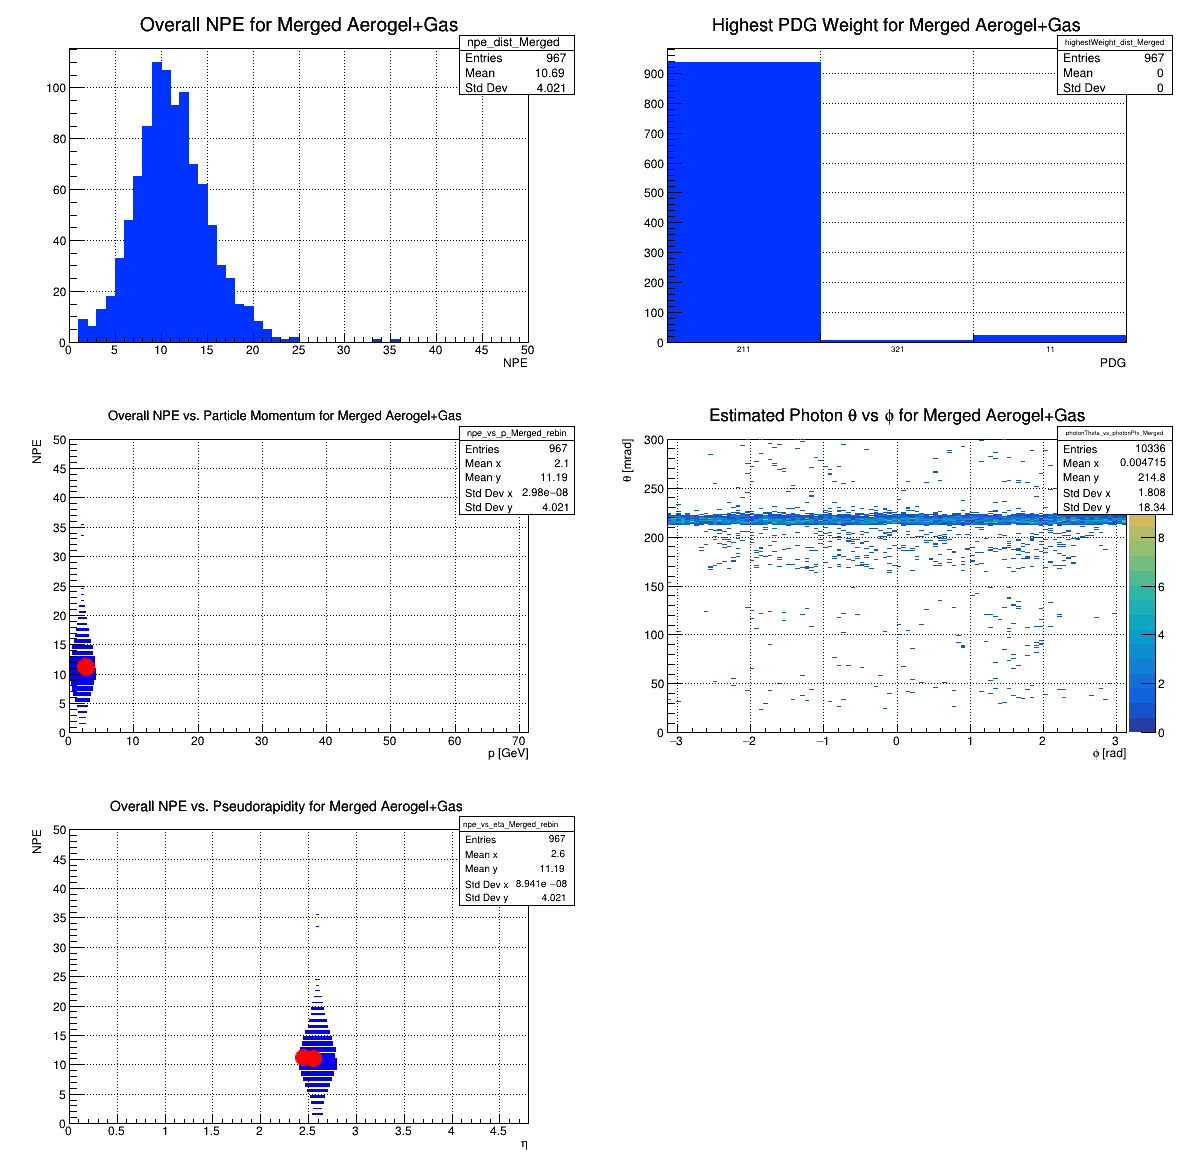 Overall NPE for Merged Aerogel+Gas
npe_dist_Merged
Entries 967
Mean 10.69
Std Dev 4.021
100
80
60
40
20
0
0 5 10 15 20 25 30 35 40 45 50
NPE
Highest PDG Weight for Merged Aerogel+Gas
highestWeight_dist_Merged
Entries 967
Mean 0
Std Dev 0
900
800
700
600
500
400
300
200
100
0
211 321 11
PDG
Overall NPE vs. Particle Momentum for Merged Aerogel+Gas
npe_vs_p_Merged_rebin
Entries 967
Mean x 2.1
Mean y 11.19
Std Dev x 2.98e−08
Std Dev y 4.021
NPE
50
45
40
35
30
25
20
15
10
5
0
0 10 20 30 40 50 60 70
p [GeV]
Estimated Photon θ vs ϕ for Merged Aerogel+Gas
photonTheta_vs_photonPhi_Merged
Entries 10336
Mean x 0.004715
Mean y 214.8
Std Dev x 1.808
Std Dev y 18.34
θ [mrad]
300
250
200
150
100
50
0
−3 −2 −1 0 1 2 3
ϕ [rad]
8
6
4
2
0
Overall NPE vs. Pseudorapidity for Merged Aerogel+Gas
npe_vs_eta_Merged_rebin
Entries 967
Mean x 2.6
Mean y 11.19
Std Dev x 8.941e −08
Std Dev y 4.021
NPE
50
45
40
35
30
25
20
15
10
5
0
0 0.5 1 1.5 2 2.5 3 3.5 4 4.5
η